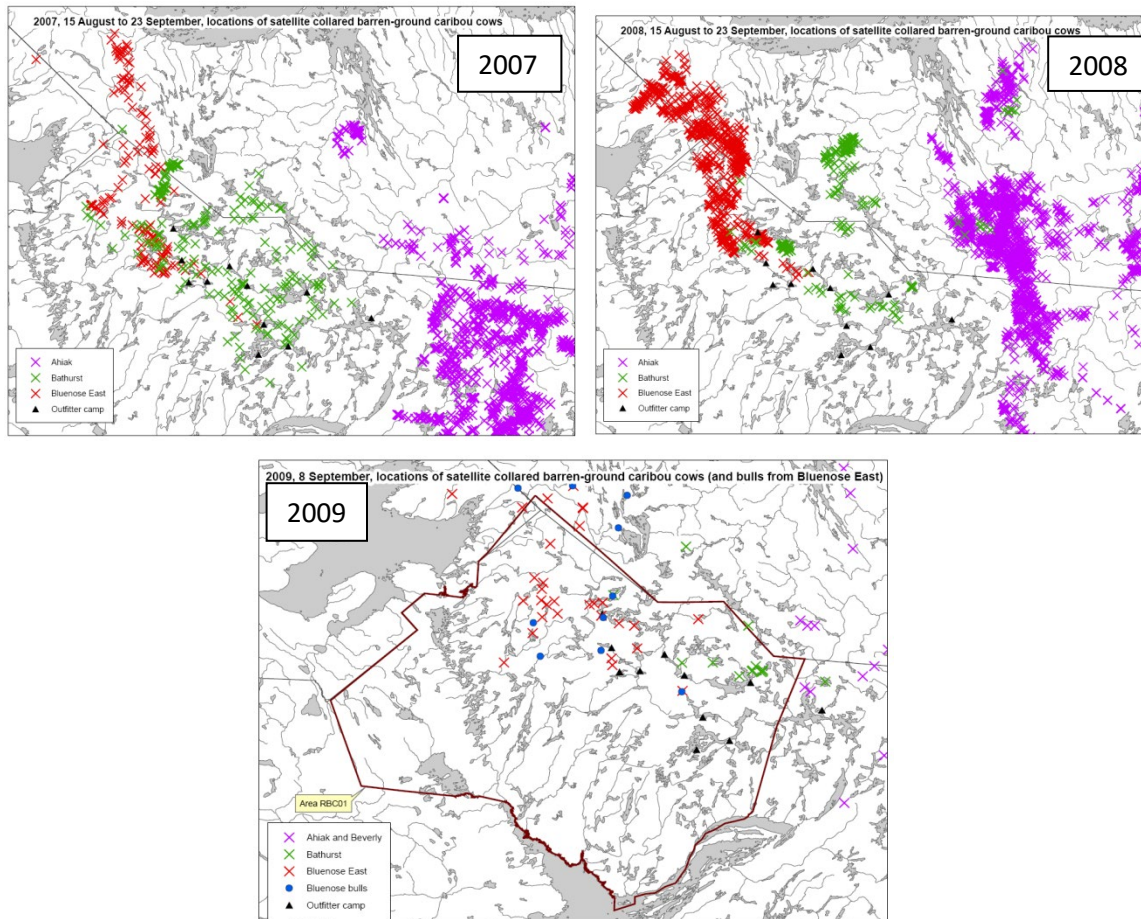 2007, 15 August to 23 September, locations of satellite collared barren-ground caribou cows
2007
Ahiak
Bathurst
Bluenose East
Outfitter camp
2008, 15 August to 23 September, locations of satellite collared barren-ground caribou cows
2008
Ahiak
Bathurst
Bluenose East
Outfitter camp
2009, 8 September, locations of satellite collared barren-ground caribou cows (and bulls from Bluenose East)
2009
Area RBC01
Ahiak and Beverly
Bathurst
Bluenose East
Bluenose bulls
Outfitter camp